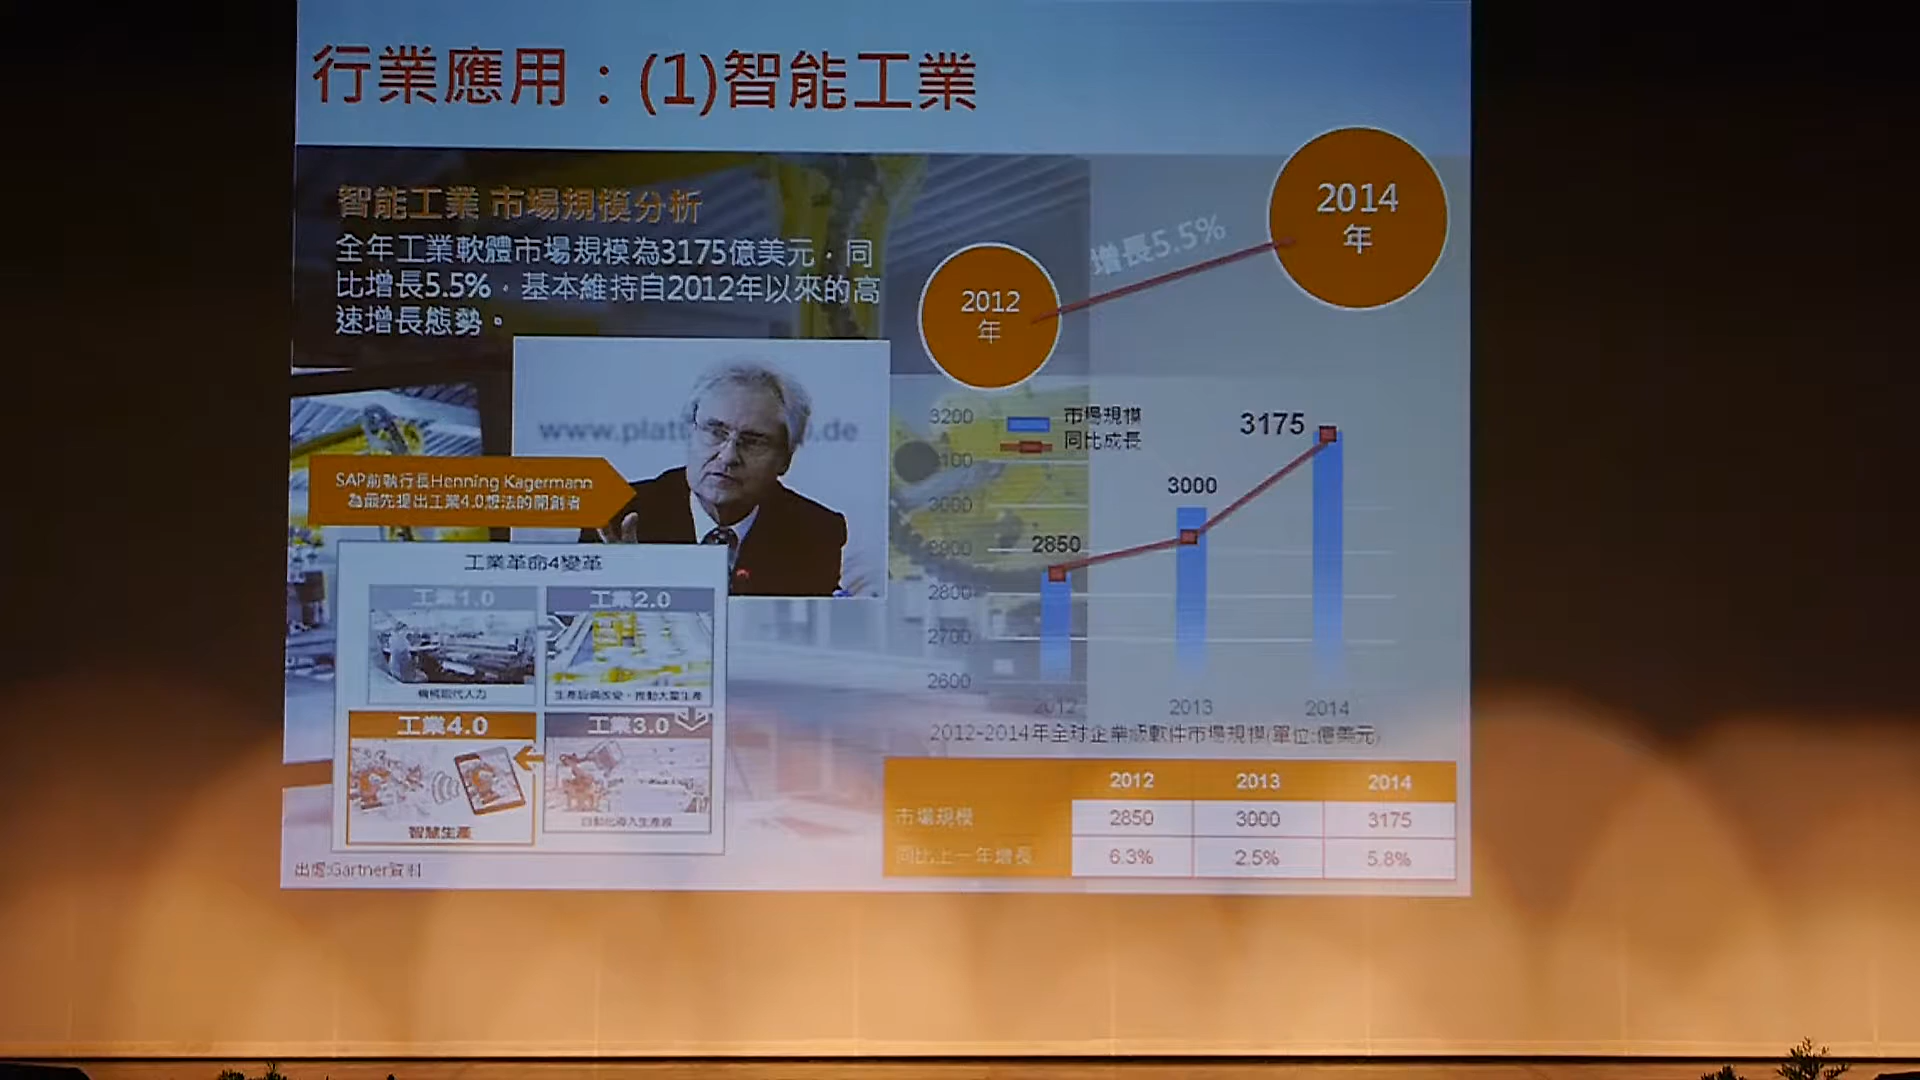 行業應用：(1)智能工業
智能工業 市場規模分析
全年工業軟體市場規模為3175億美元，同
比增長5.5%，基本維持自2012年以來的高
速增長態勢。
2012
年
增長5.5%
2014
年
SAP前執行長Henning Kagermann
為最先提出工業4.0想法的開創者
工業革命4變革
工業1.0
機械取代人力
工業2.0
生產設備改變，推動大量生產
工業4.0
智慧生產
工業3.0
自動化導入生產線
出處:Gartner資料
市場規模
同比成長
3200
3100
3000
2900
2800
2700
2600
2850
3000
3175
2012
2013
2014
2012-2014年全球企業級軟件市場規模(單位:億美元)
2012 2013 2014
市場規模 2850 3000 3175
同比上一年增長 6.3% 2.5% 5.8%